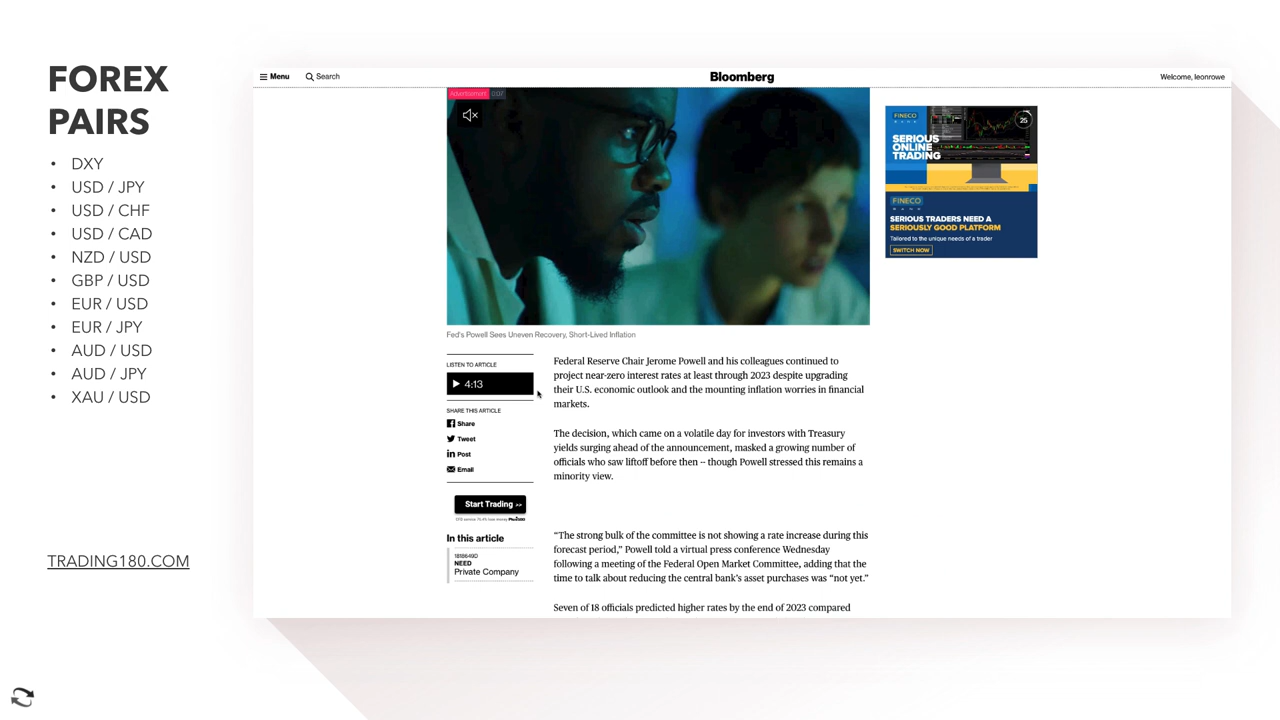 FOREX
PAIRS
• DXY
• USD / JPY
• USD / CHF
• USD / CAD
• NZD / USD
• GBP / USD
• EUR / USD
• EUR / JPY
• AUD / USD
• AUD / JPY
• XAU / USD
TRADING180.COM
Menu
Search
Bloomberg
Welcome, leonrowe
Advertisement 0:07
Fed's Powell Sees Uneven Recovery, Short-Lived Inflation
LISTEN TO ARTICLE
4:13
SHARE THIS ARTICLE
Share
Tweet
Post
Email
Start Trading >>
In this article
1818649D
NEED
Private Company
Federal Reserve Chair Jerome Powell and his colleagues continued to
project near-zero interest rates at least through 2023 despite upgrading
their U.S. economic outlook and the mounting inflation worries in financial
markets.
The decision, which came on a volatile day for investors with Treasury
yields surging ahead of the announcement, masked a growing number of
officials who saw liftoff before then -- though Powell stressed this remains a
minority view.
“The strong bulk of the committee is not showing a rate increase during this
forecast period,” Powell told a virtual press conference Wednesday
following a meeting of the Federal Open Market Committee, adding that the
time to talk about reducing the central bank’s asset purchases was “not yet.”
Seven of 18 officials predicted higher rates by the end of 2023 compared
FINECO
BANK
25
SERIOUS
ONLINE
TRADING
FINECO
BANK
SERIOUS TRADERS NEED A
SERIOUSLY GOOD PLATFORM
Tailored to the unique needs of a trader
SWITCH NOW